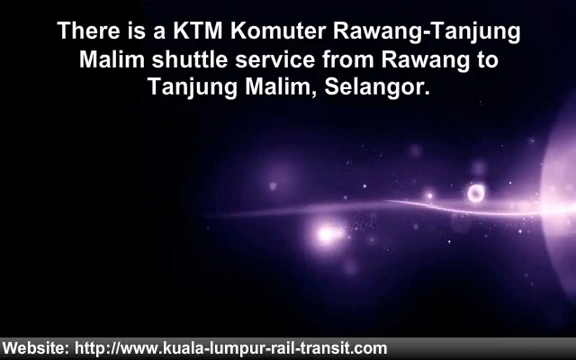 There is a KTM Komuter Rawang-Tanjung
Malim shuttle service from Rawang to
Tanjung Malim, Selangor.
Website: http://www.kuala-lumpur-rail-transit.com